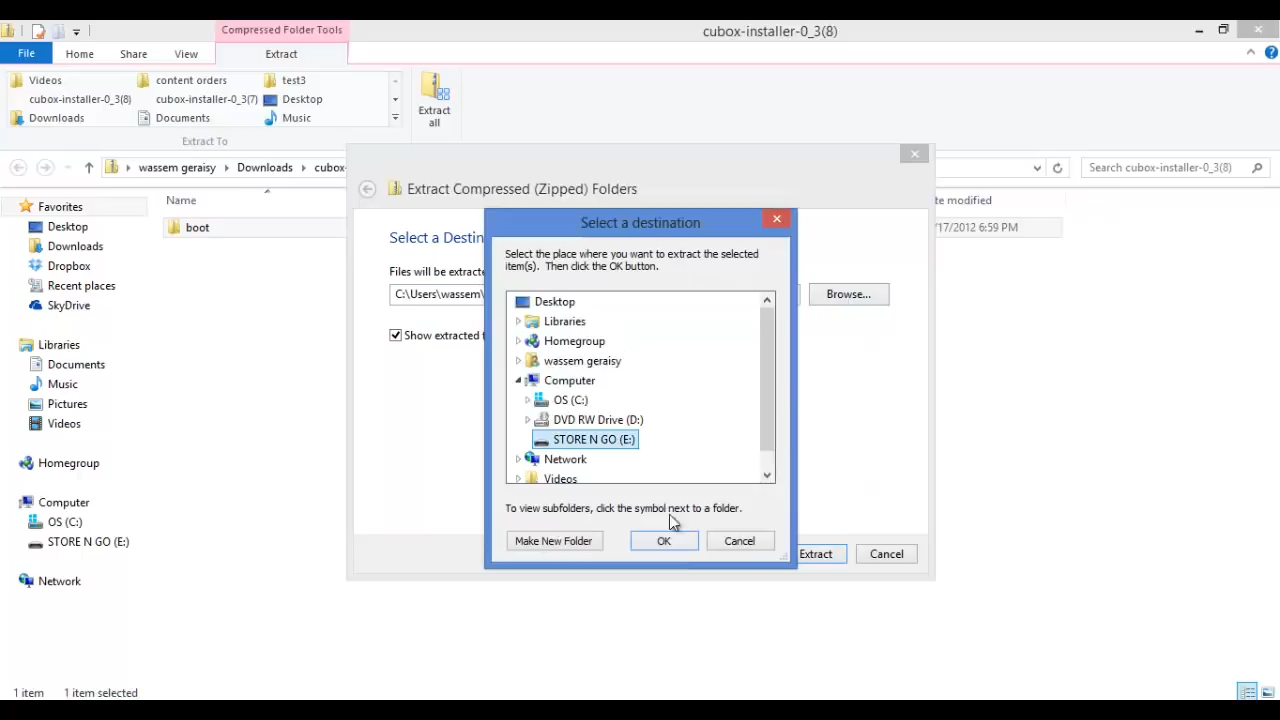 Compressed Folder Tools
cubox-installer-0_3(8)
File
Home
Share
View
Extract
Videos
content orders
test3
cubox-installer-0_3(8)
cubox-installer-0_3(7)
Desktop
Downloads
Documents
Music
Extract To
Extract
all
wassem geraisy
Downloads
cubox-
Search cubox-installer-0_3(8)
Name
te modified
boot
/17/2012 6:59 PM
Favorites
Desktop
Downloads
Dropbox
Recent places
SkyDrive
Libraries
Documents
Music
Pictures
Videos
Homegroup
Computer
OS (C:)
STORE N GO (E:)
Network
Extract Compressed (Zipped) Folders
Select a Destin
Files will be extracte
C:\Users\wassem\
Browse...
Show extracted f
Extract
Cancel
Select a destination
Select the place where you want to extract the selected
item(s). Then click the OK button.
Desktop
Libraries
Homegroup
wassem geraisy
Computer
OS (C:)
DVD RW Drive (D:)
STORE N GO (E:)
Network
Videos
To view subfolders, click the symbol next to a folder.
Make New Folder
OK
Cancel
1 item
1 item selected